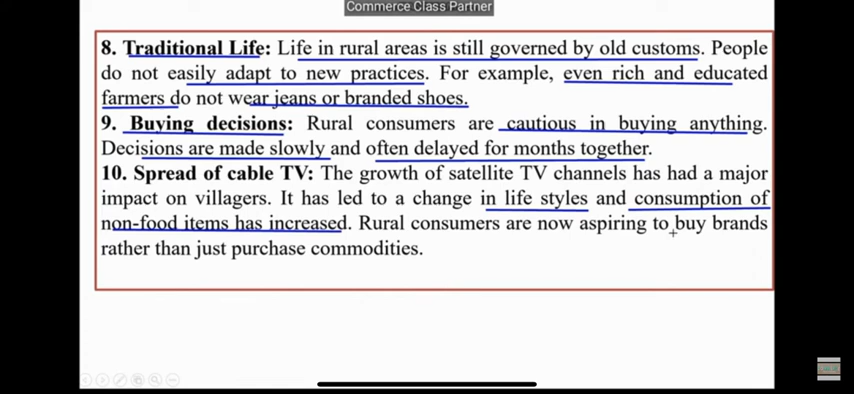 Commerce Class Partner
8. Traditional Life: Life in rural areas is still governed by old customs. People
do not easily adapt to new practices. For example, even rich and educated
farmers do not wear jeans or branded shoes.
9. Buying decisions: Rural consumers are cautious in buying anything.
Decisions are made slowly and often delayed for months together.
10. Spread of cable TV: The growth of satellite TV channels has had a major
impact on villagers. It has led to a change in life styles and consumption of
non-food items has increased. Rural consumers are now aspiring to buy brands
rather than just purchase commodities.